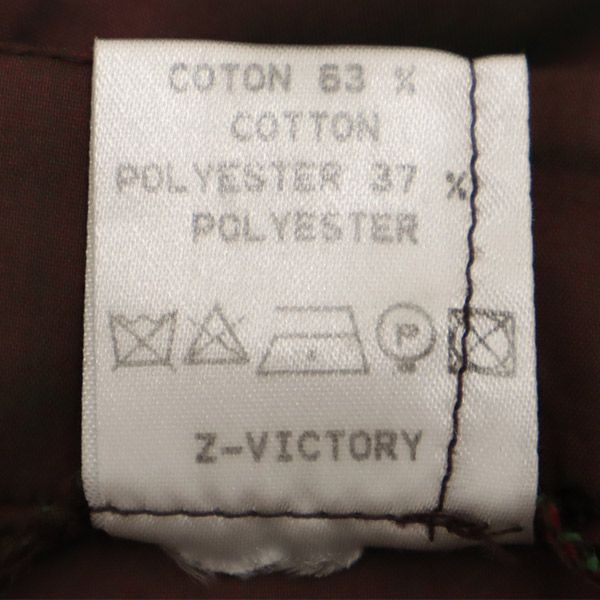 COTON 63 %
COTTON
POLYESTER 37 %
POLYESTER
P
Z-VICTORY